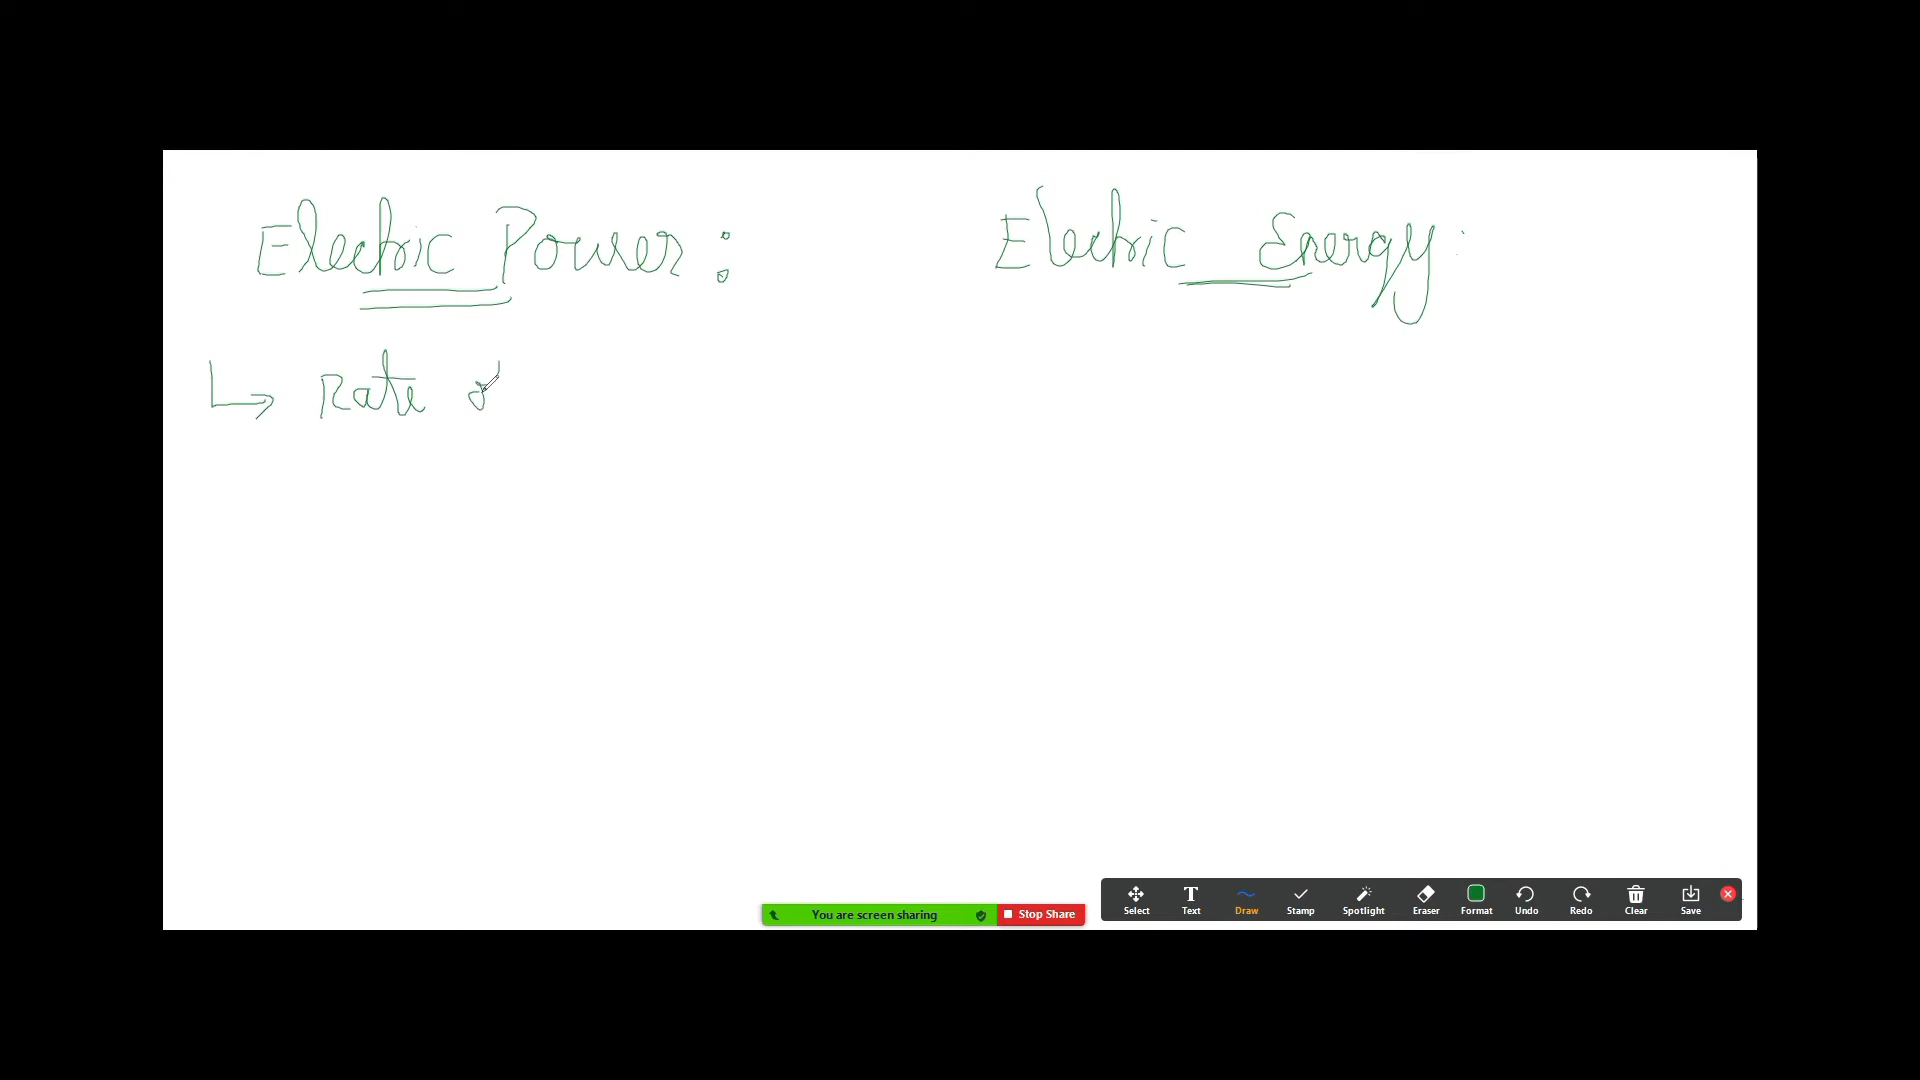 Electric Power :
Electric Energy :
↳ Rate o
You are screen sharing
Stop Share
Select
Text
Draw
Stamp
Spotlight
Eraser
Format
Undo
Redo
Clear
Save